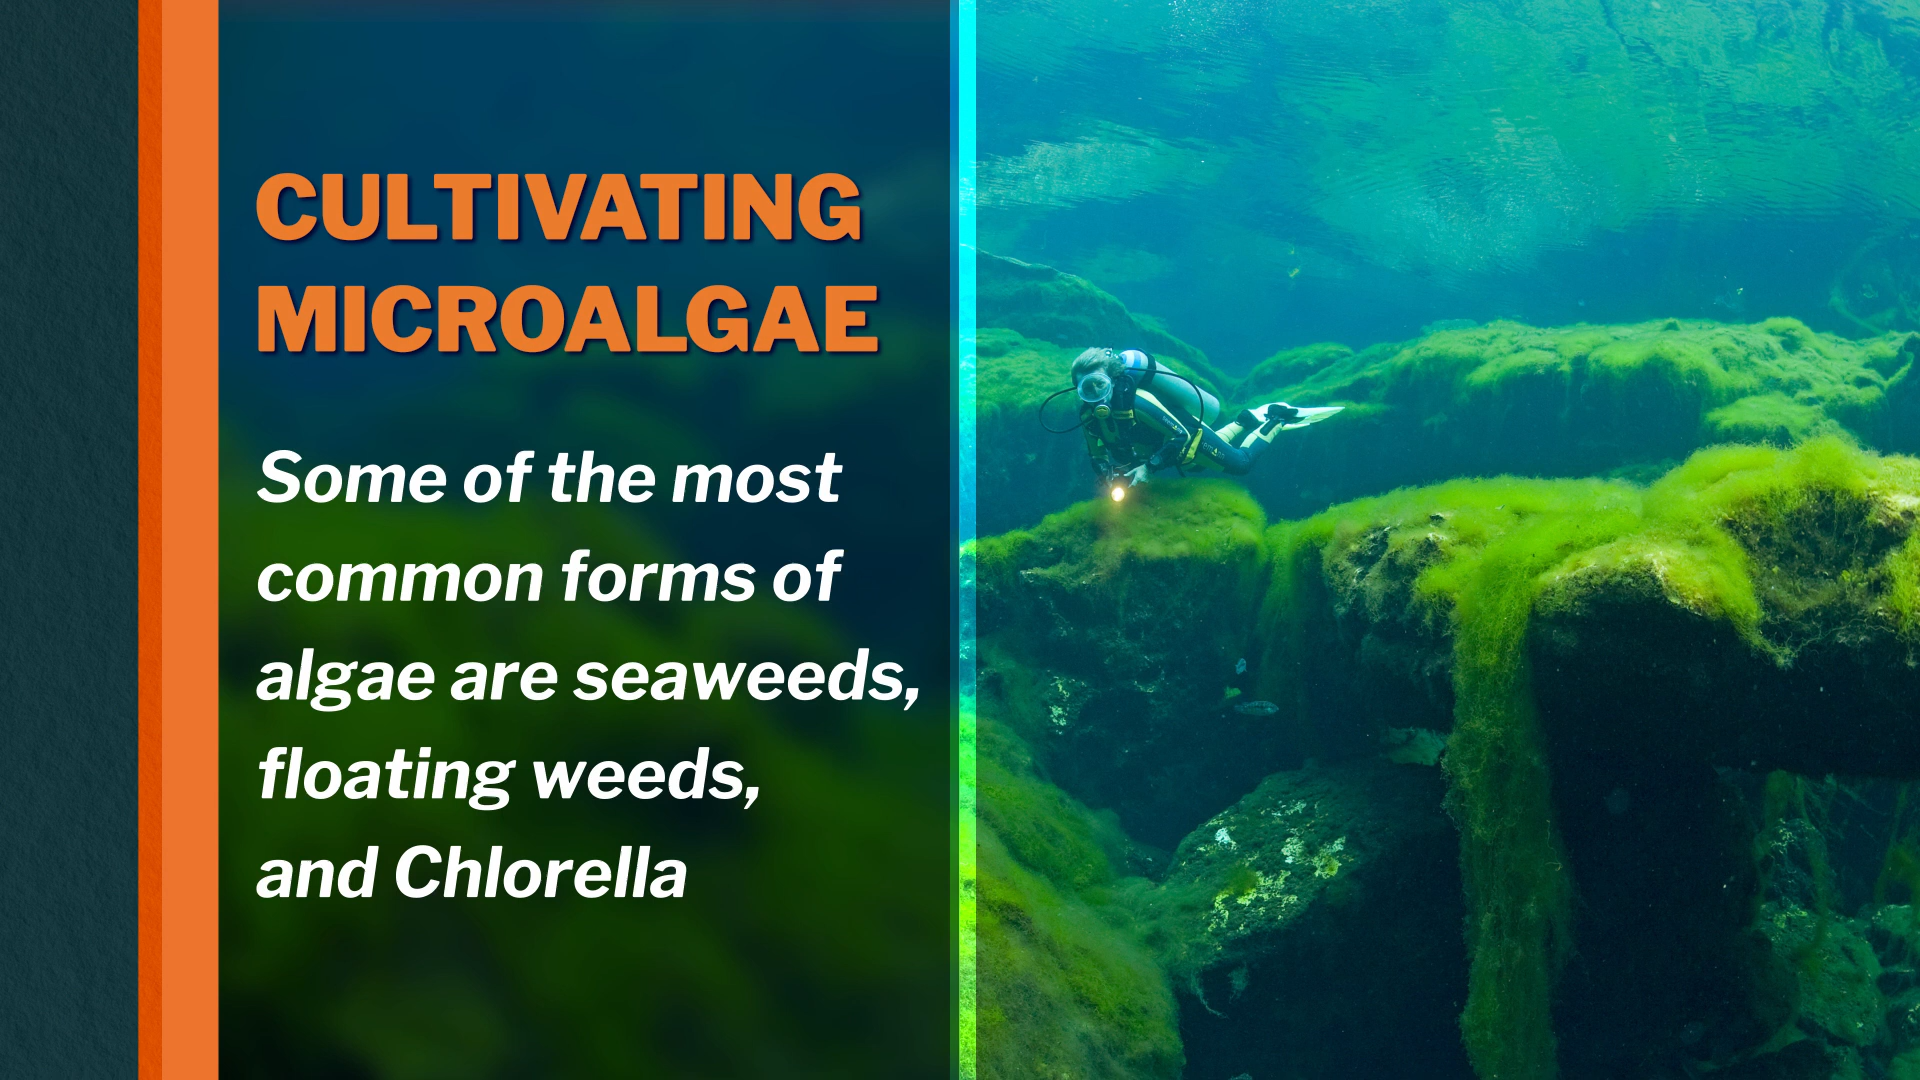 CULTIVATING
MICROALGAE
Some of the most
common forms of
algae are seaweeds,
floating weeds,
and Chlorella